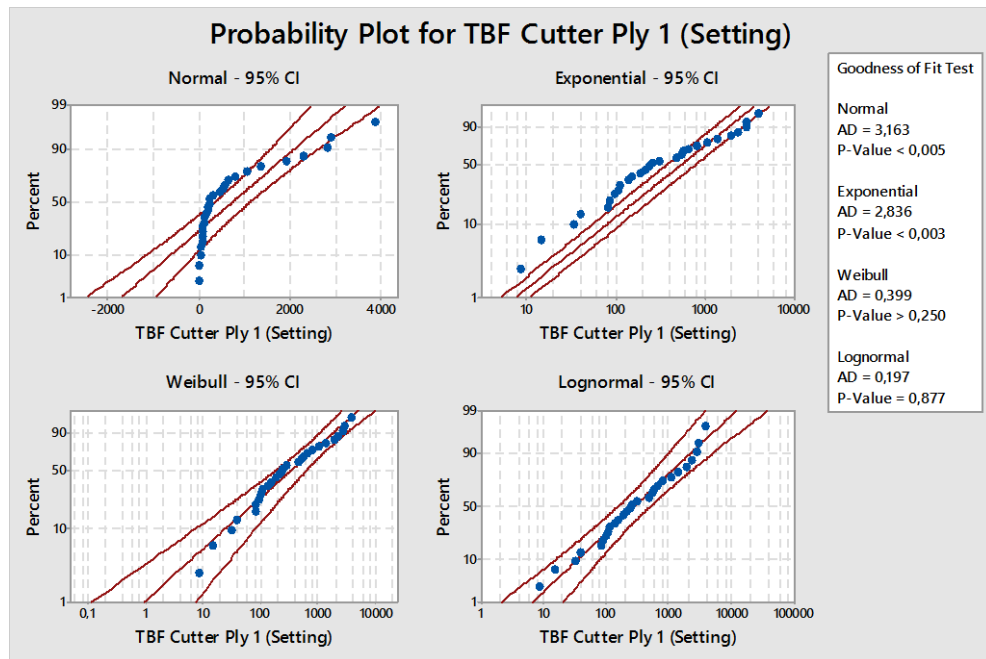 Probability Plot for TBF Cutter Ply 1 (Setting)
Normal - 95% CI
99
90
50
10
1
Percent
-2000 0 2000 4000
TBF Cutter Ply 1 (Setting)
Exponential - 95% CI
90
50
10
1
Percent
10 100 1000 10000
TBF Cutter Ply 1 (Setting)
Weibull - 95% CI
90
50
10
1
Percent
0,1 1 10 100 1000 10000
TBF Cutter Ply 1 (Setting)
Lognormal - 95% CI
99
90
50
10
1
Percent
1 10 100 1000 10000 100000
TBF Cutter Ply 1 (Setting)
Goodness of Fit Test
Normal
AD = 3,163
P-Value < 0,005
Exponential
AD = 2,836
P-Value < 0,003
Weibull
AD = 0,399
P-Value > 0,250
Lognormal
AD = 0,197
P-Value = 0,877